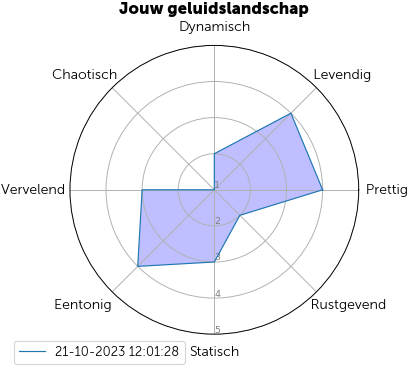 Jouw geluidslandschap
Dynamisch
Chaotisch
Levendig
Vervelend
1
Prettig
2
3
4
Eentonig
Rustgevend
5
21-10-2023 12:01:28
Statisch